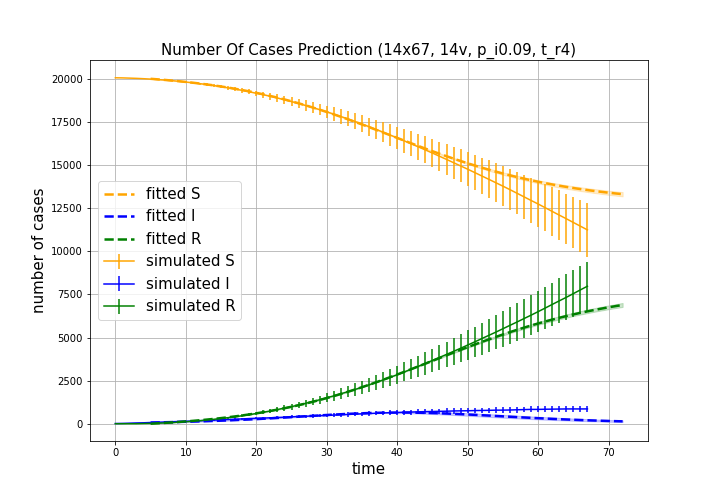 Number Of Cases Prediction (14x67, 14v, p_i0.09, t_r4)
number of cases
20000
17500
15000
12500
10000
7500
5000
2500
0
fitted S
fitted I
fitted R
simulated S
simulated I
simulated R
0 10 20 30 40 50 60 70
time